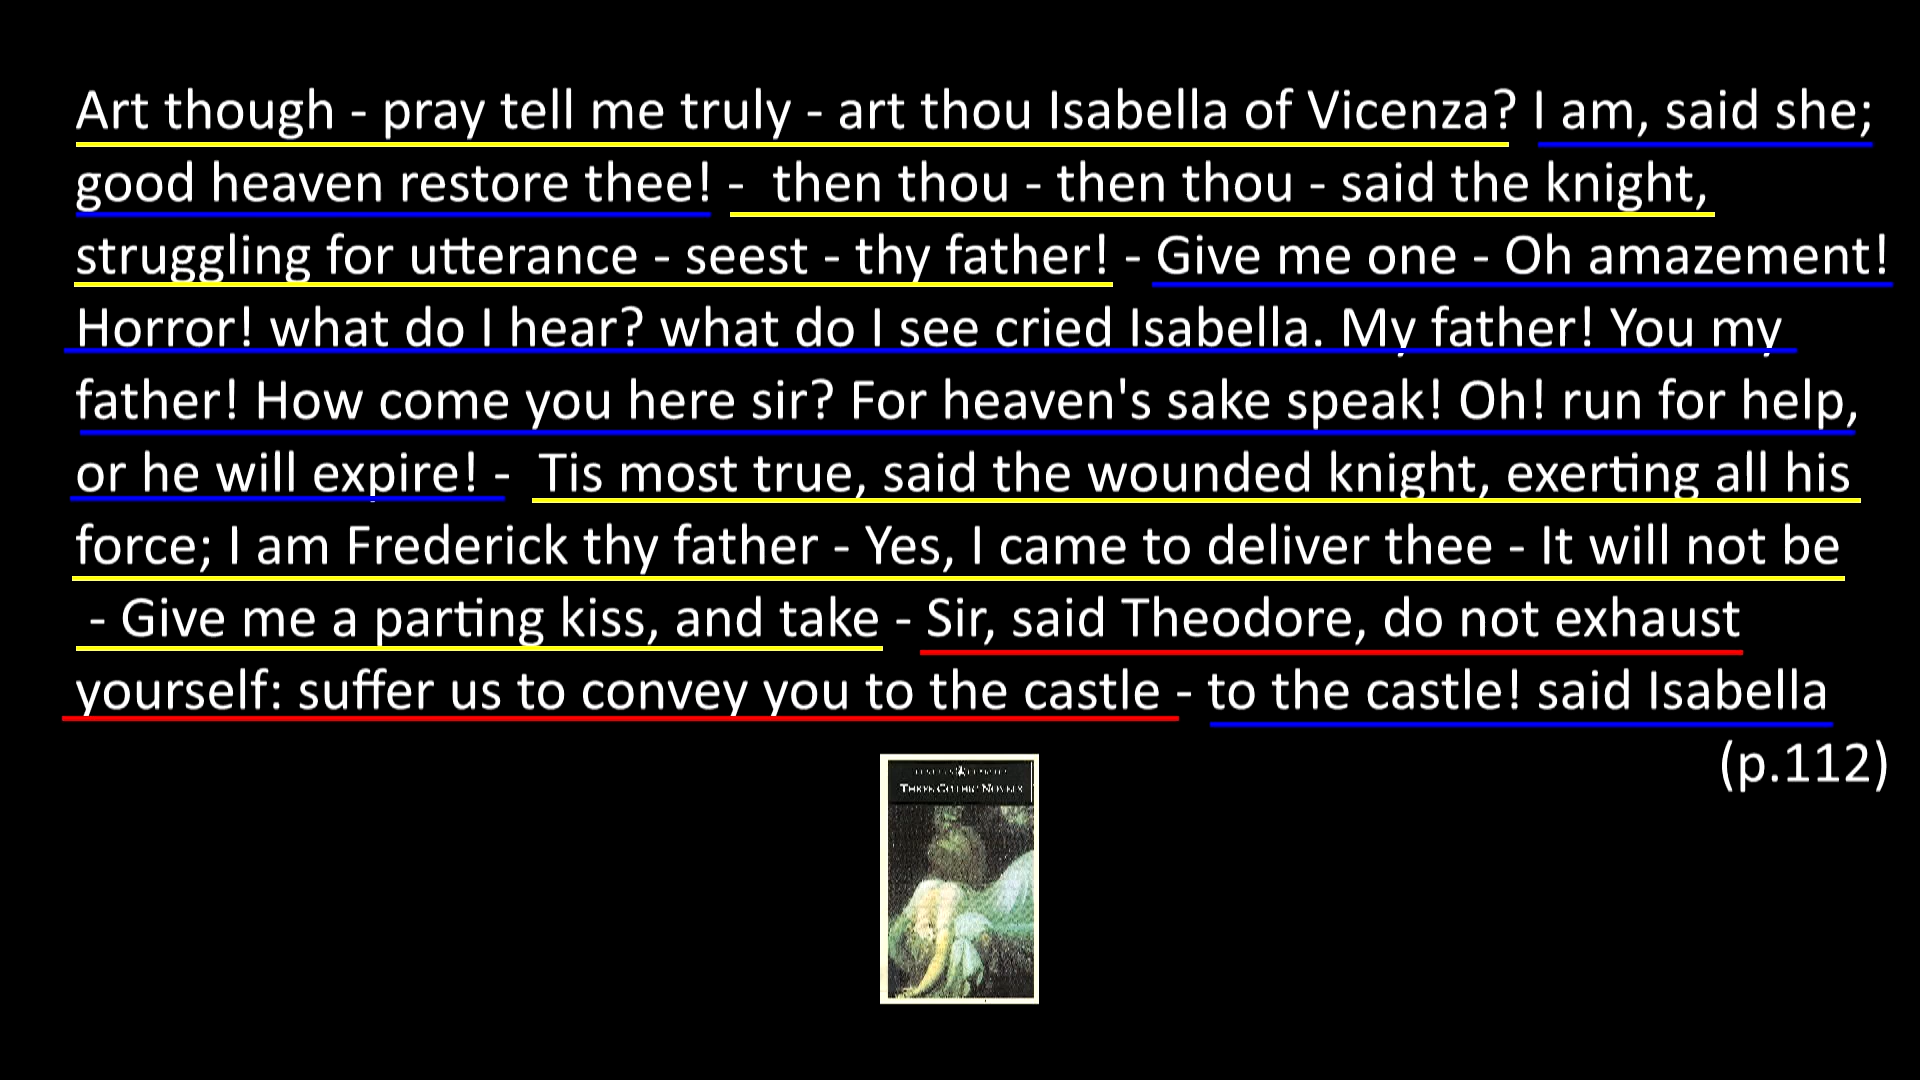 Art though - pray tell me truly - art thou Isabella of Vicenza? I am, said she;
good heaven restore thee! - then thou - then thou - said the knight,
struggling for utterance - seest - thy father! - Give me one - Oh amazement!
Horror! what do I hear? what do I see cried Isabella. My father! You my
father! How come you here sir? For heaven's sake speak! Oh! run for help,
or he will expire! - Tis most true, said the wounded knight, exerting all his
force; I am Frederick thy father - Yes, I came to deliver thee - It will not be
- Give me a parting kiss, and take - Sir, said Theodore, do not exhaust
yourself: suffer us to convey you to the castle - to the castle! said Isabella
(p.112)
Three Gothic Novels